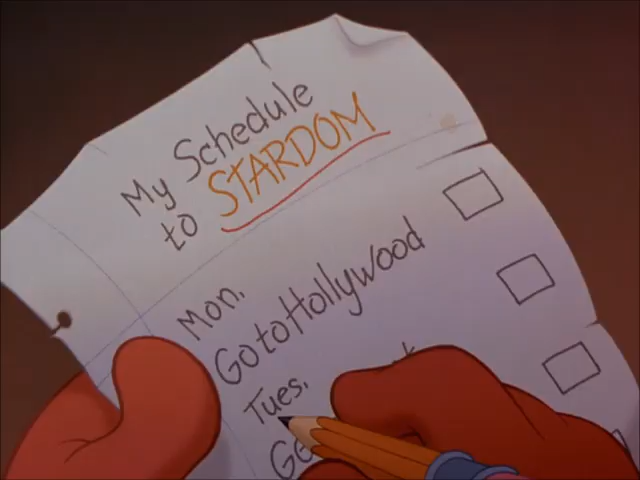 My Schedule
to STARDOM
Mon.
Go to Hollywood
Tues.